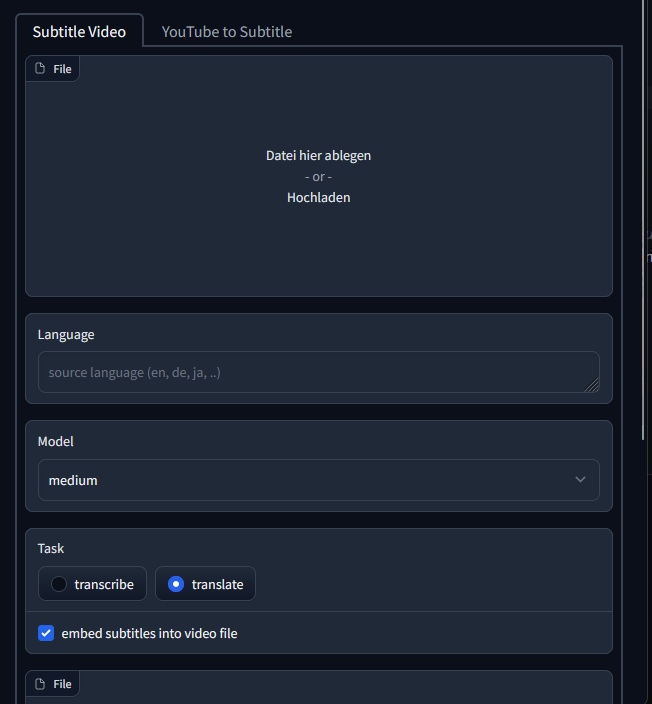 Subtitle Video
YouTube to Subtitle
File
Datei hier ablegen
- or -
Hochladen
Language
source language (en, de, ja, ..)
Model
medium
Task
transcribe
translate
embed subtitles into video file
File